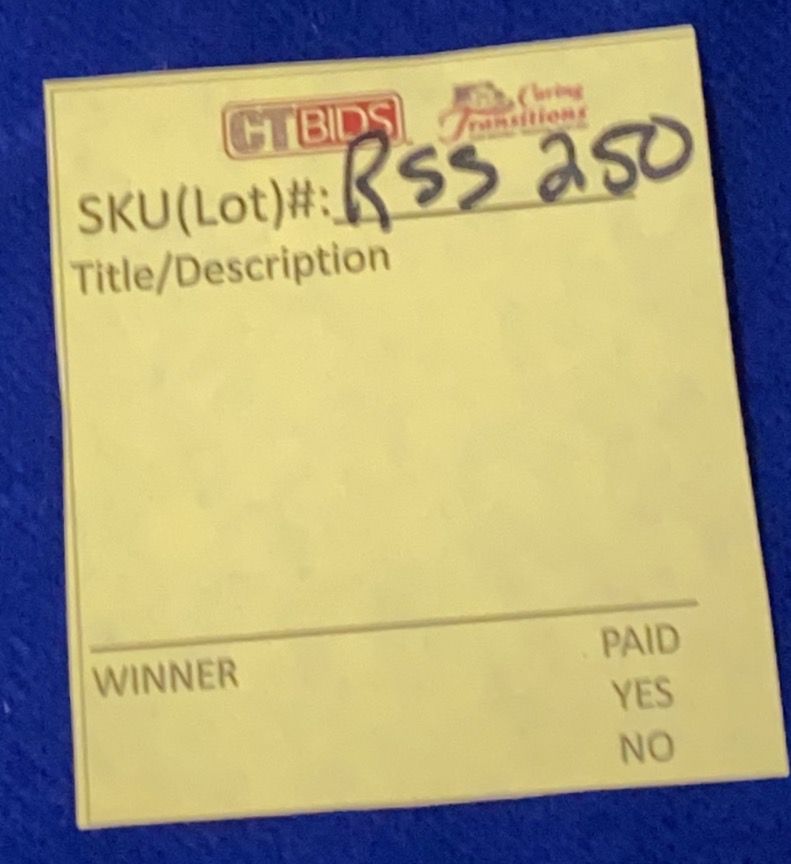 CTBIDS Caring Transitions
SKU(Lot)#: RSS 250
Title/Description
WINNER PAID
YES
NO